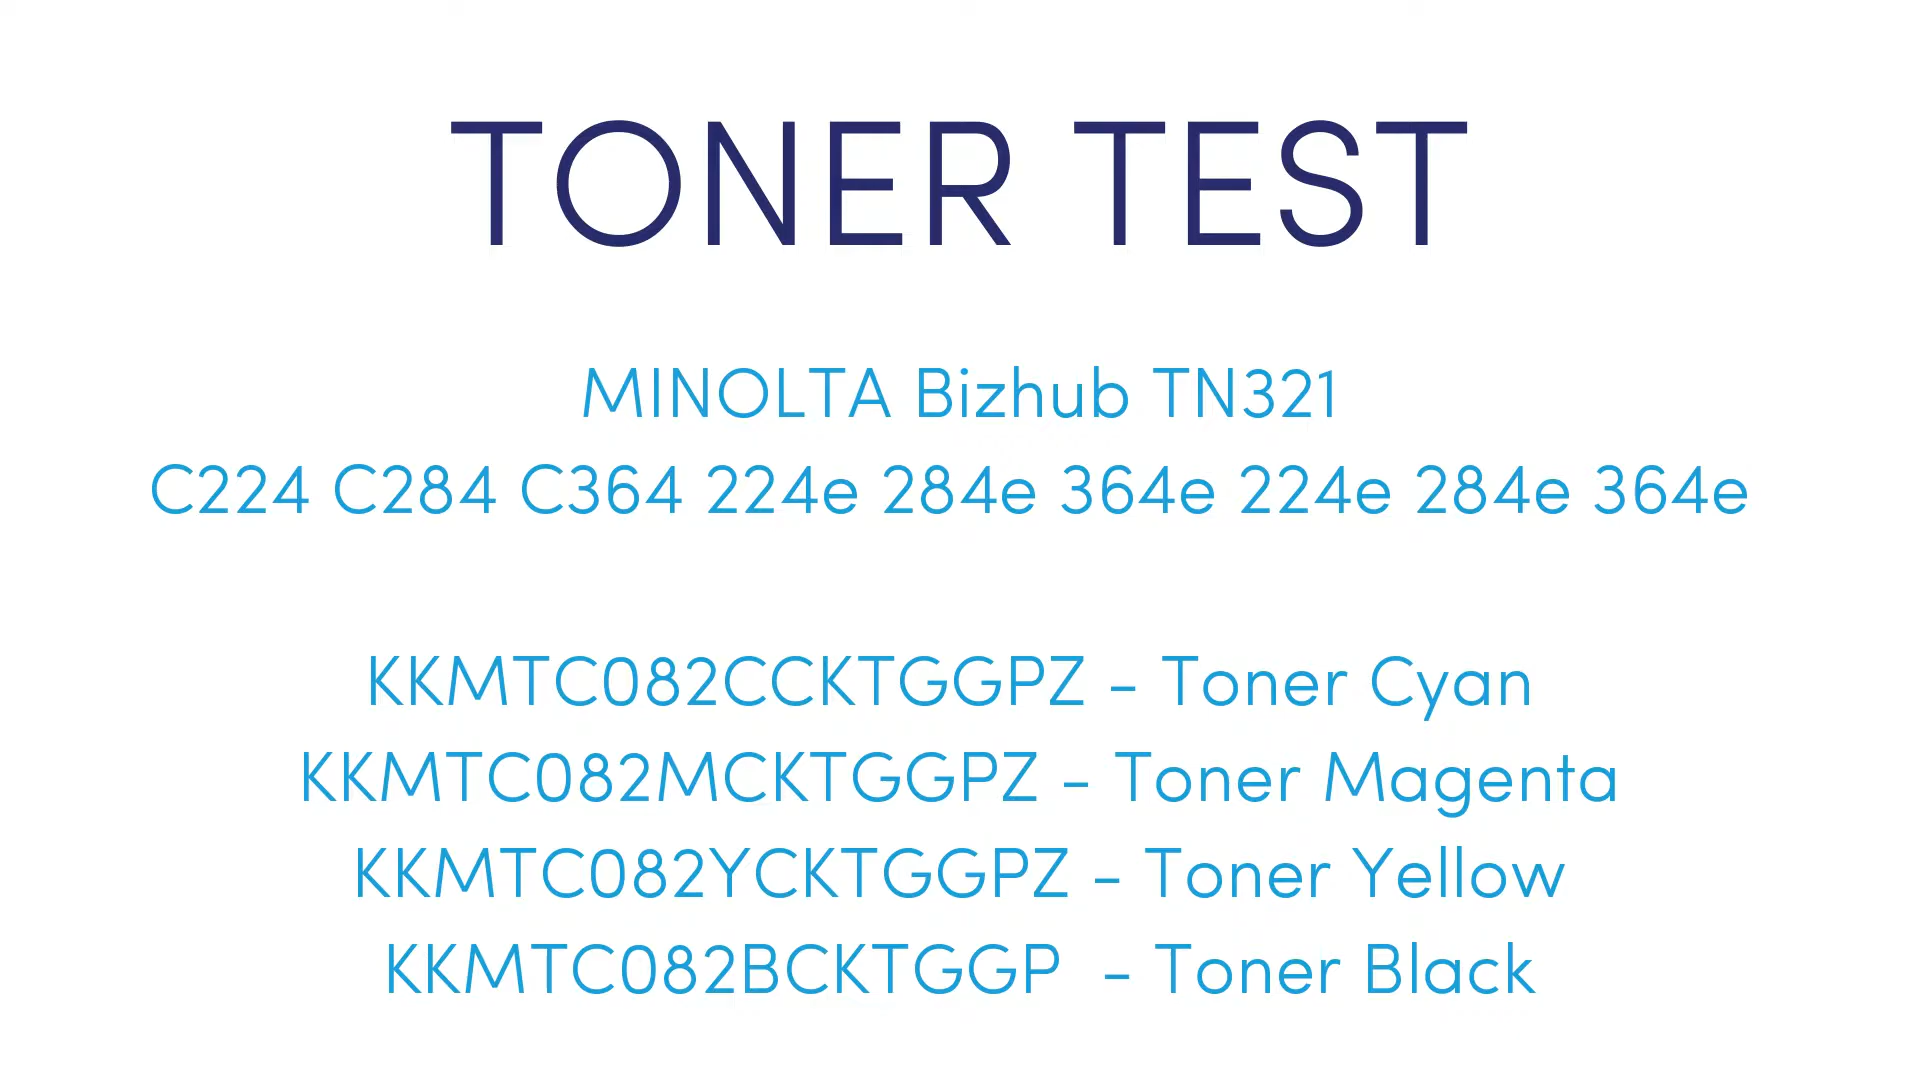 TONER TEST
MINOLTA Bizhub TN321
C224 C284 C364 224e 284e 364e 224e 284e 364e
KKMTC082CCKTGGPZ - Toner Cyan
KKMTC082MCKTGGPZ - Toner Magenta
KKMTC082YCKTGGPZ - Toner Yellow
KKMTC082BCKTGGP - Toner Black